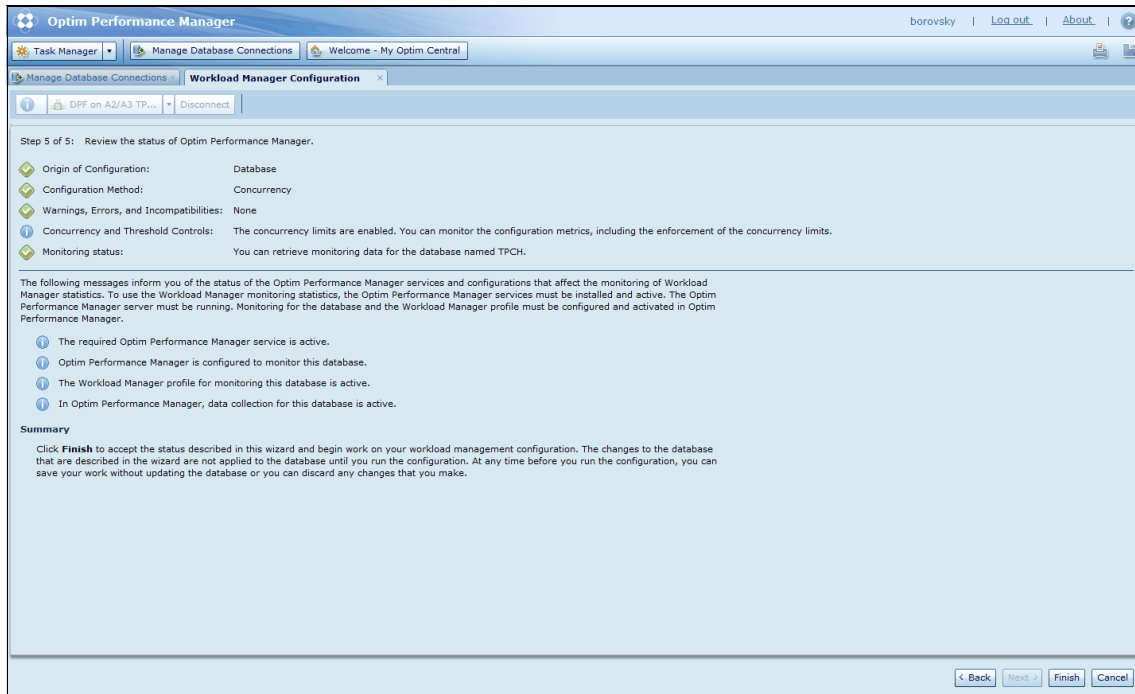 Optim Performance Manager
borovsky | Log out | About | ?
Task Manager Manage Database Connections Welcome - My Optim Central
Manage Database Connections × Workload Manager Configuration ×
DPF on A2/A3 TP... Disconnect
Step 5 of 5: Review the status of Optim Performance Manager.
Origin of Configuration: Database
Configuration Method: Concurrency
Warnings, Errors, and Incompatibilities: None
Concurrency and Threshold Controls: The concurrency limits are enabled. You can monitor the configuration metrics, including the enforcement of the concurrency limits.
Monitoring status: You can retrieve monitoring data for the database named TPCH.
The following messages inform you of the status of the Optim Performance Manager services and configurations that affect the monitoring of Workload
Manager statistics. To use the Workload Manager monitoring statistics, the Optim Performance Manager services must be installed and active. The Optim
Performance Manager server must be running. Monitoring for the database and the Workload Manager profile must be configured and activated in Optim
Performance Manager.
The required Optim Performance Manager service is active.
Optim Performance Manager is configured to monitor this database.
The Workload Manager profile for monitoring this database is active.
In Optim Performance Manager, data collection for this database is active.
Summary
Click Finish to accept the status described in this wizard and begin work on your workload management configuration. The changes to the database
that are described in the wizard are not applied to the database until you run the configuration. At any time before you run the configuration, you can
save your work without updating the database or you can discard any changes that you make.
< Back Next > Finish Cancel